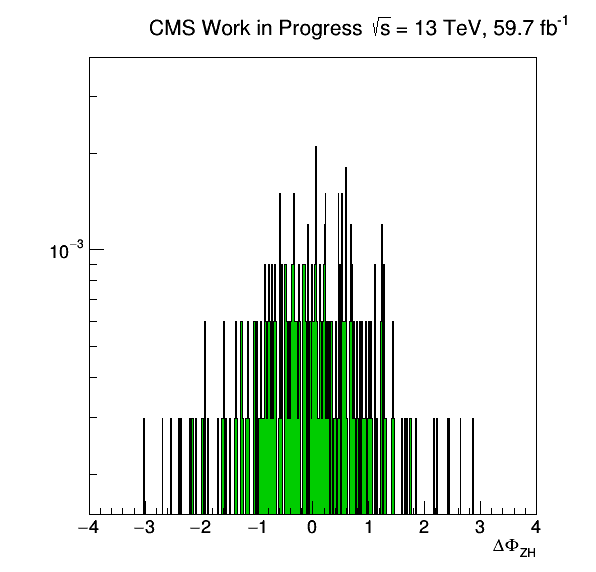 CMS Work in Progress √s = 13 TeV, 59.7 fb⁻¹
10⁻³
−4 −3 −2 −1 0 1 2 3 4
ΔΦ_ZH